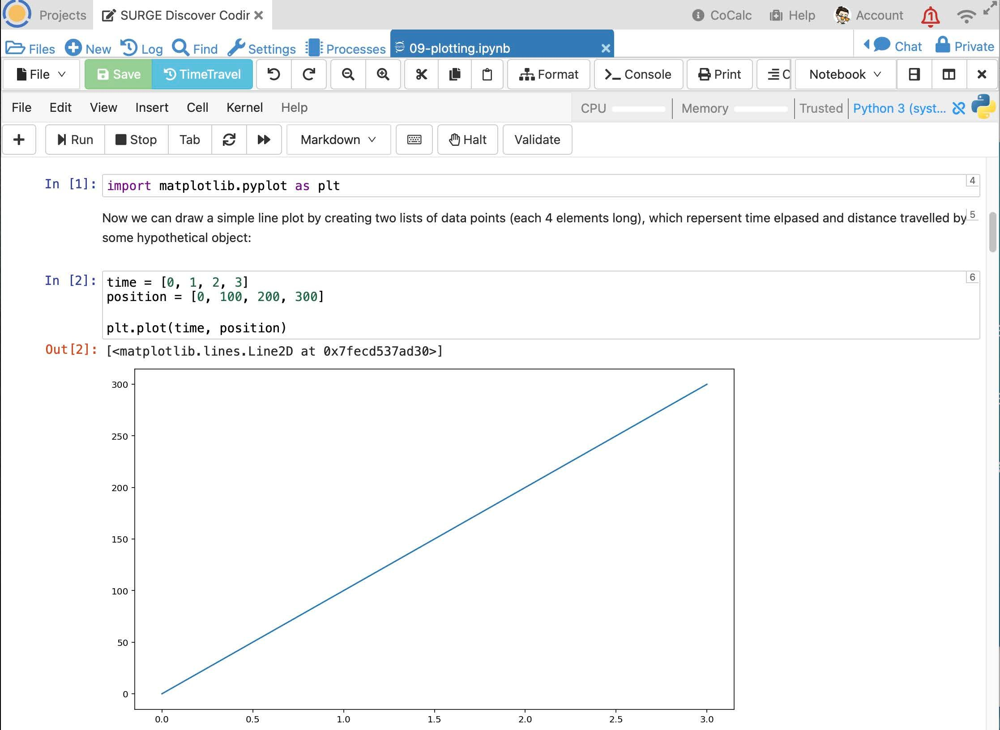 Projects SURGE Discover Codin CoCalc Help Account 1
Files New Log Find Settings Processes 09-plotting.ipynb Chat Private
File Save TimeTravel Format Console Print C Notebook
File Edit View Insert Cell Kernel Help CPU Memory Trusted Python 3 (syst...
Run Stop Tab Markdown Halt Validate
In [1]: import matplotlib.pyplot as plt 4
Now we can draw a simple line plot by creating two lists of data points (each 4 elements long), which repersent time elpased and distance travelled by 5
some hypothetical object:
In [2]: time = [0, 1, 2, 3] 6
position = [0, 100, 200, 300]
plt.plot(time, position)
Out[2]: [<matplotlib.lines.Line2D at 0x7fecd537ad30>]
300
250
200
150
100
50
0
0.0 0.5 1.0 1.5 2.0 2.5 3.0